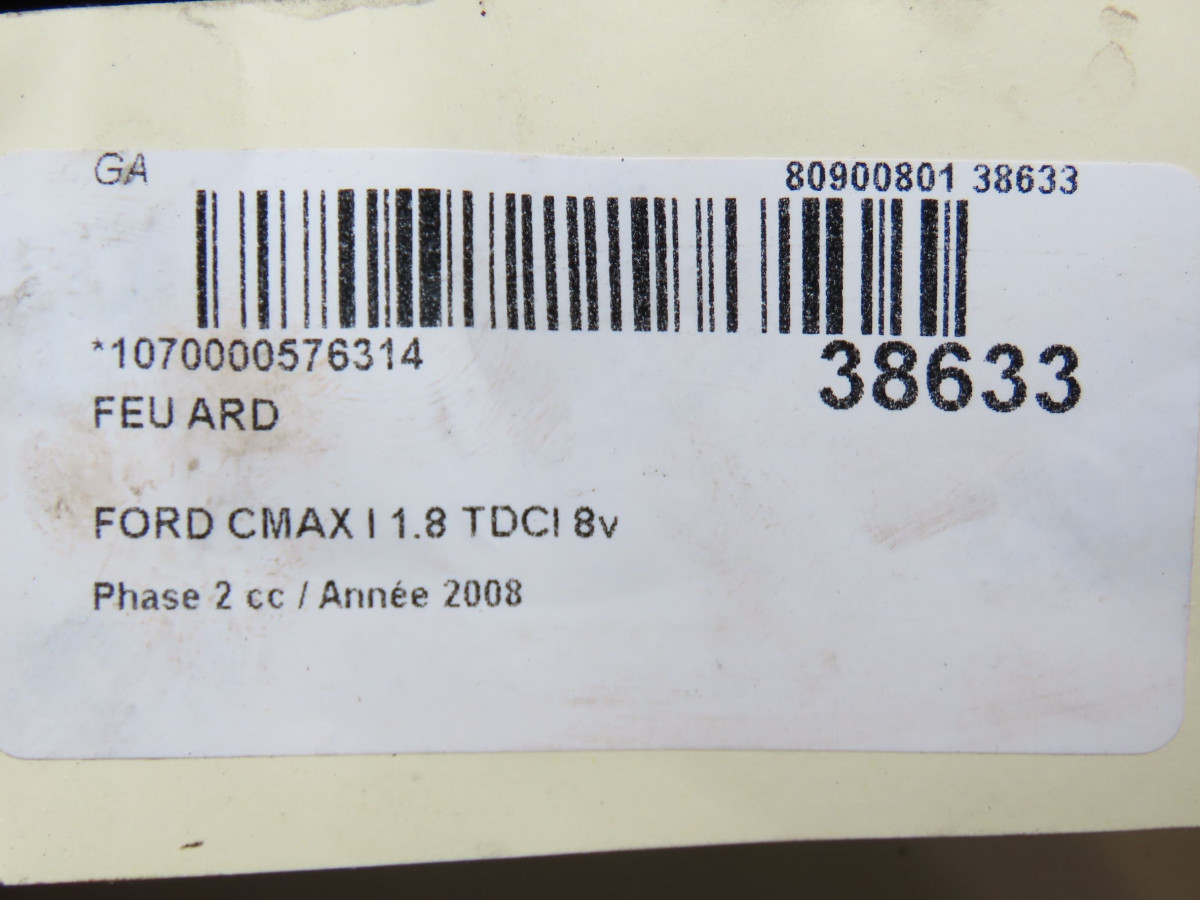 GA
80900801 38633
*1070000576314
38633
FEU ARD
FORD CMAX I 1.8 TDCI 8v
Phase 2 cc / Année 2008